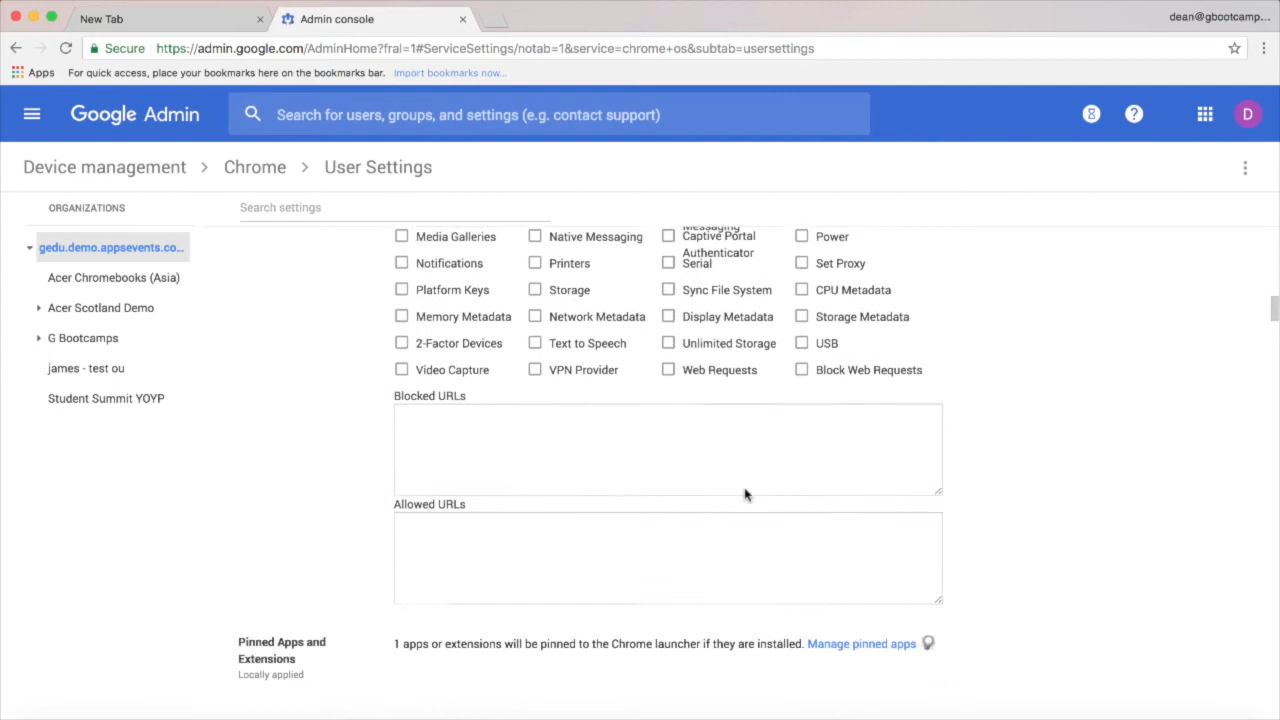 New Tab
Admin console
dean@gbootcamp...
Secure https://admin.google.com/AdminHome?fral=1#ServiceSettings/notab=1&service=chrome+os&subtab=usersettings
Apps For quick access, place your bookmarks here on the bookmarks bar. Import bookmarks now...
Google Admin
Search for users, groups, and settings (e.g. contact support)
8
?
D
Device management > Chrome > User Settings
ORGANIZATIONS
Search settings
gedu.demo.appsevents.co...
Acer Chromebooks (Asia)
Acer Scotland Demo
G Bootcamps
james - test ou
Student Summit YOYP
Messaging
Media Galleries Native Messaging Captive Portal Power
Authenticator
Notifications Printers Serial Set Proxy
Platform Keys Storage Sync File System CPU Metadata
Memory Metadata Network Metadata Display Metadata Storage Metadata
2-Factor Devices Text to Speech Unlimited Storage USB
Video Capture VPN Provider Web Requests Block Web Requests
Blocked URLs
Allowed URLs
Pinned Apps and
Extensions
Locally applied
1 apps or extensions will be pinned to the Chrome launcher if they are installed. Manage pinned apps